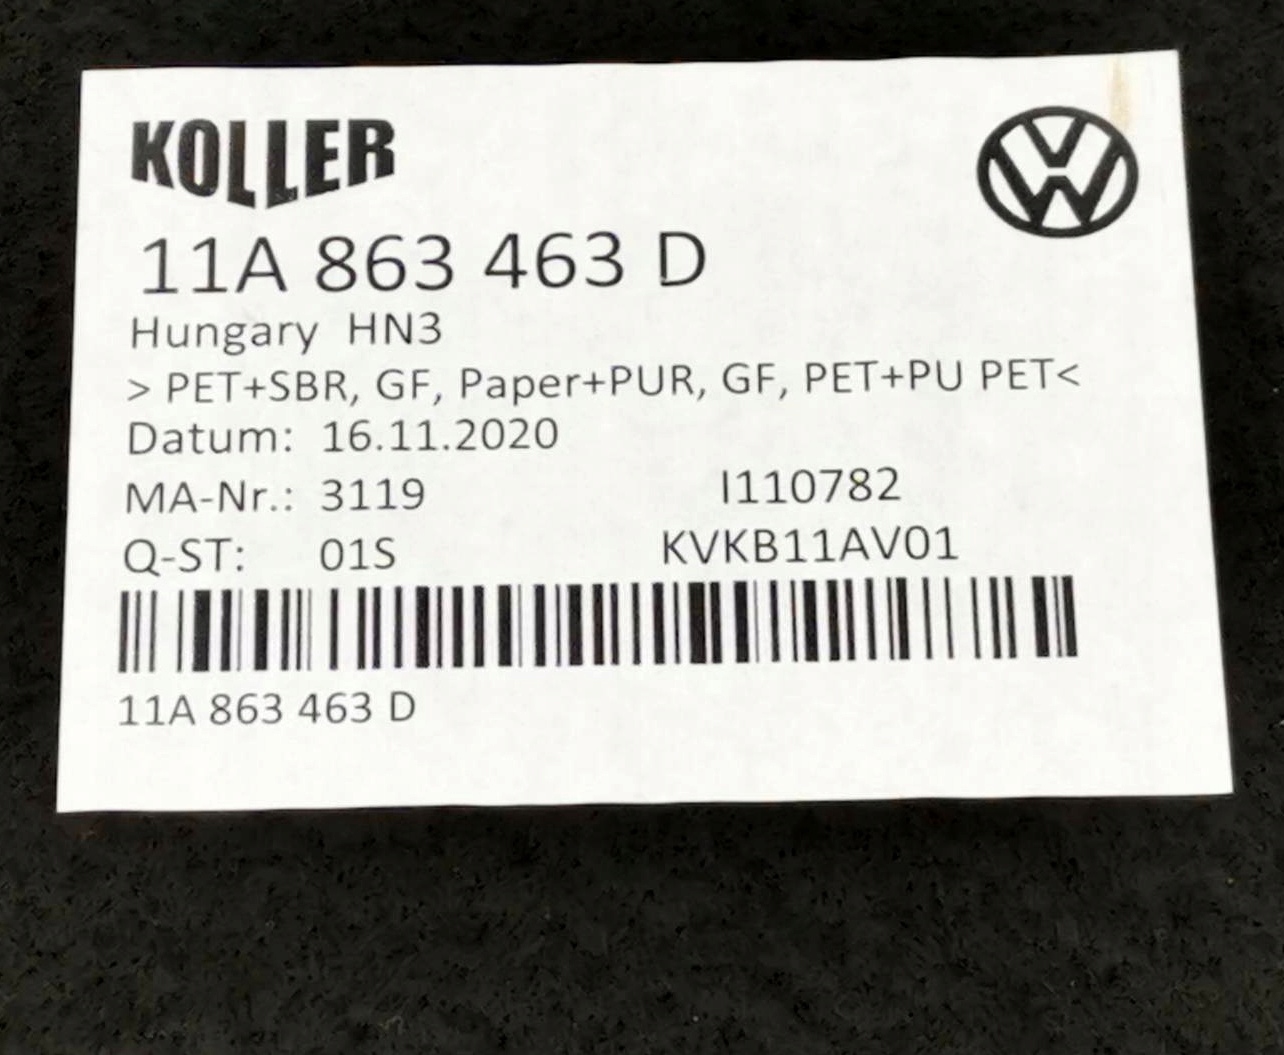 KOLLER
11A 863 463 D
Hungary HN3
> PET+SBR, GF, Paper+PUR, GF, PET+PU PET<
Datum: 16.11.2020
MA-Nr.: 3119 I110782
Q-ST: 01S KVKB11AV01
11A 863 463 D